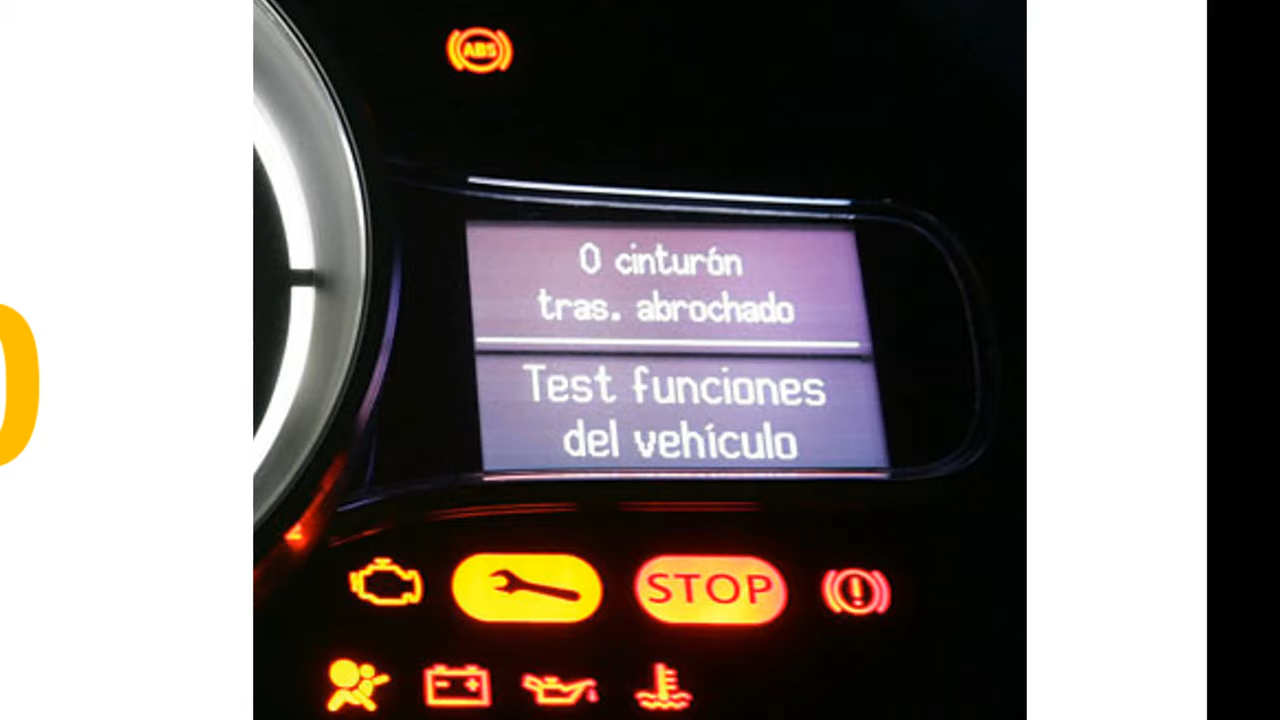 ABS
0 cinturón
tras. abrochado
Test funciones
del vehículo
STOP